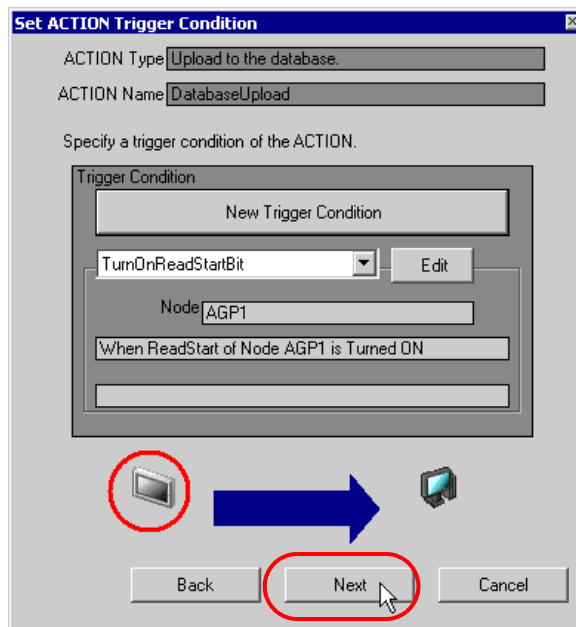 Set ACTION Trigger Condition
ACTION Type Upload to the database.
ACTION Name DatabaseUpload
Specify a trigger condition of the ACTION.
Trigger Condition
New Trigger Condition
TurnOnReadStartBit Edit
Node AGP1
When ReadStart of Node AGP1 is Turned ON
Back Next Cancel